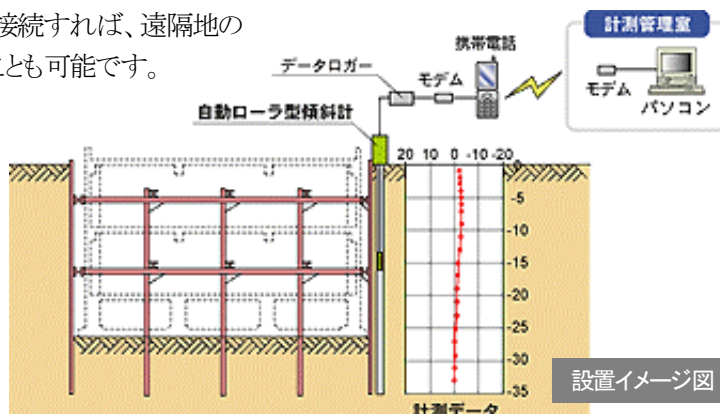 接続すれば、遠隔地の
ことも可能です。
計測管理室
携帯電話
データロガー
モデム
モデム
パソコン
自動ローラ型傾斜計
20 10 0 -10 -20
0
-5
-10
-15
-20
-25
-30
-35
計測データ
設置イメージ図